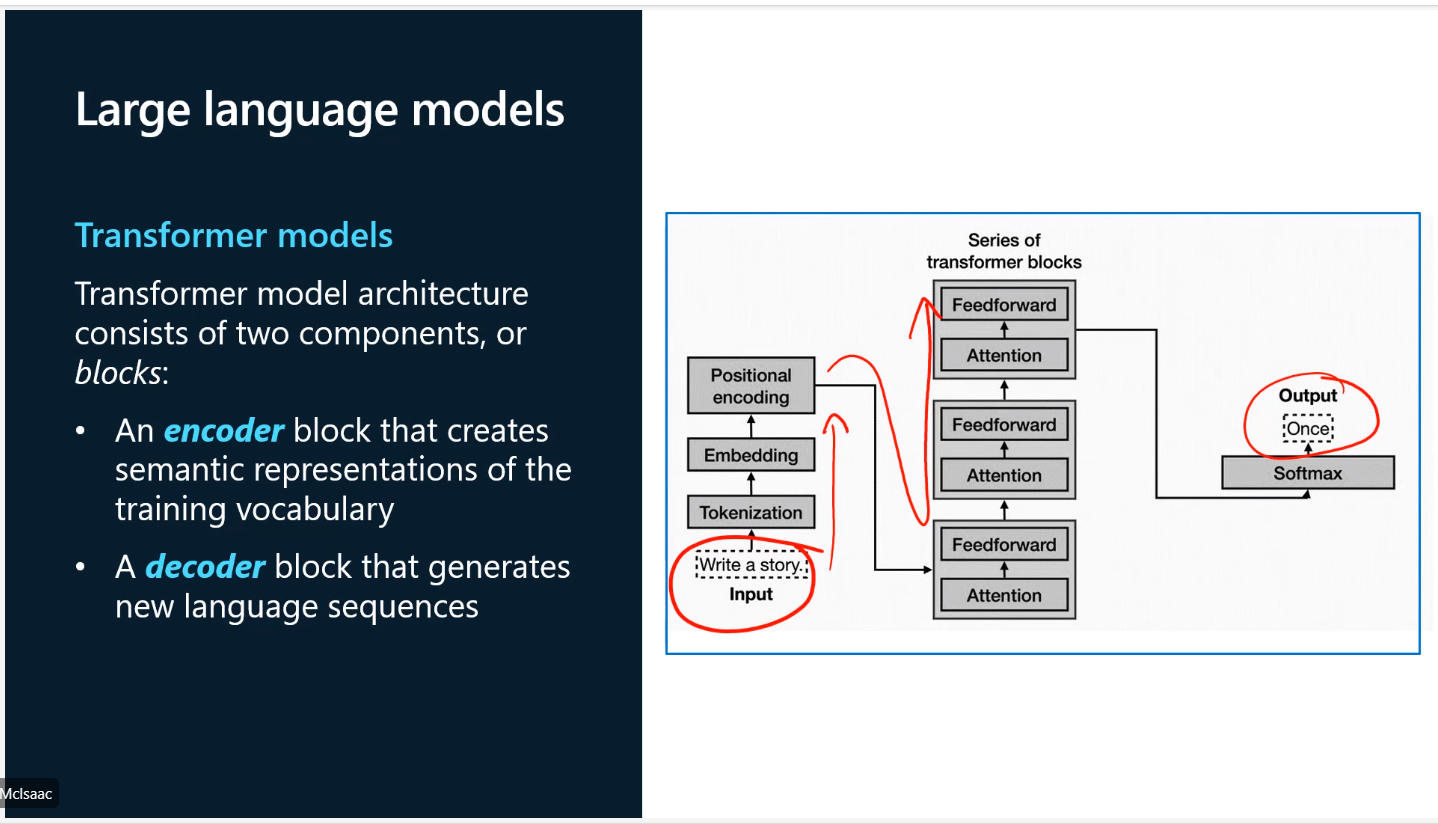 Large language models
Transformer models
Transformer model architecture
consists of two components, or
blocks:
• An encoder block that creates
semantic representations of the
training vocabulary
• A decoder block that generates
new language sequences
Series of
transformer blocks
Feedforward
Attention
Feedforward
Attention
Feedforward
Attention
Positional
encoding
Embedding
Tokenization
Write a story.
Input
Output
Once
Softmax
McIsaac